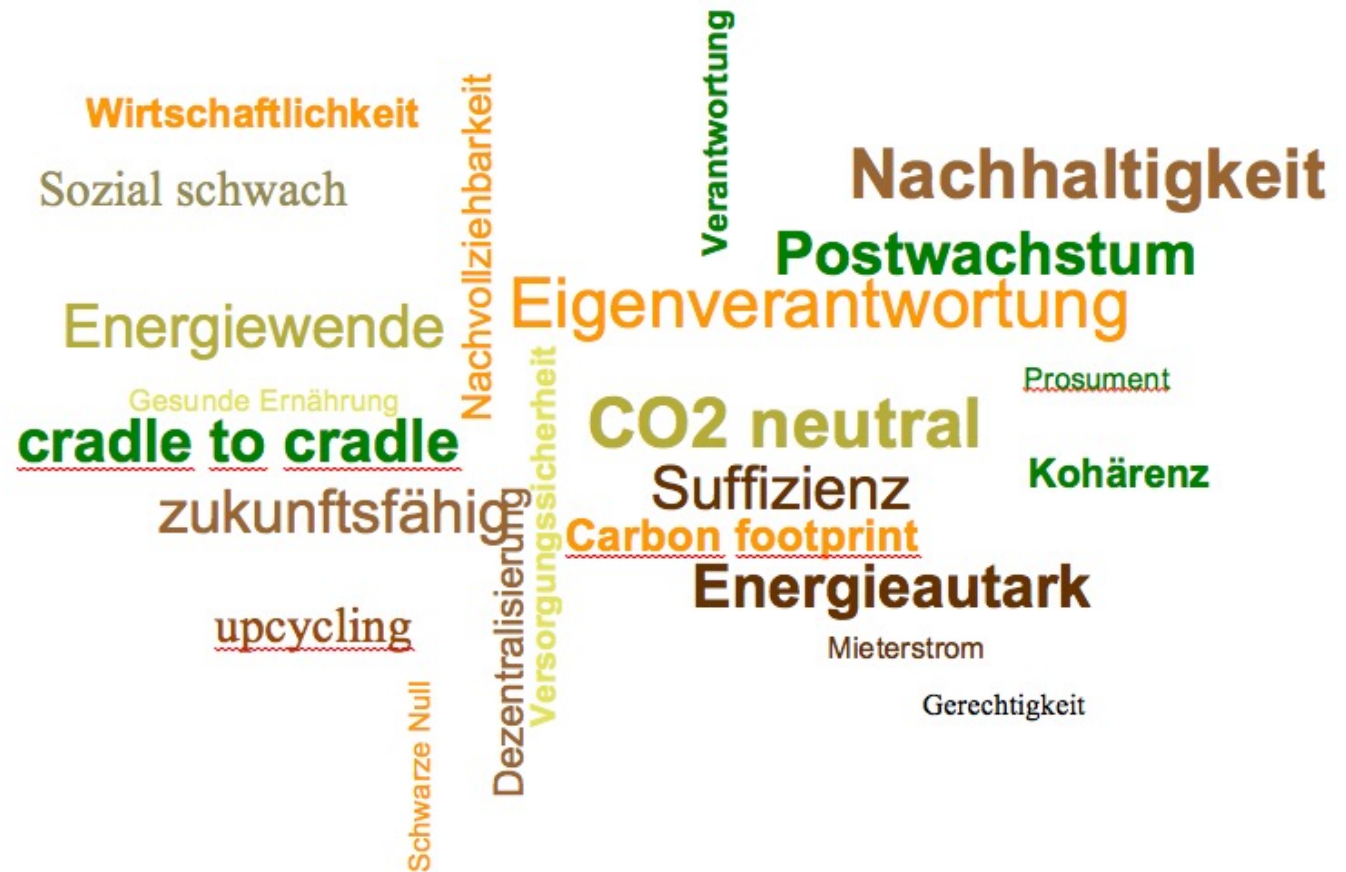 Verantwortung
Wirtschaftlichkeit
Nachvollziehbarkeit
Nachhaltigkeit
Sozial schwach
Postwachstum
Eigenverantwortung
Energiewende
Versorgungssicherheit
Prosument
Gesunde Ernährung
CO2 neutral
cradle to cradle
Kohärenz
Suffizienz
zukunftsfähig
Dezentralisierung
Carbon footprint
Energieautark
upcycling
Mieterstrom
Schwarze Null
Gerechtigkeit